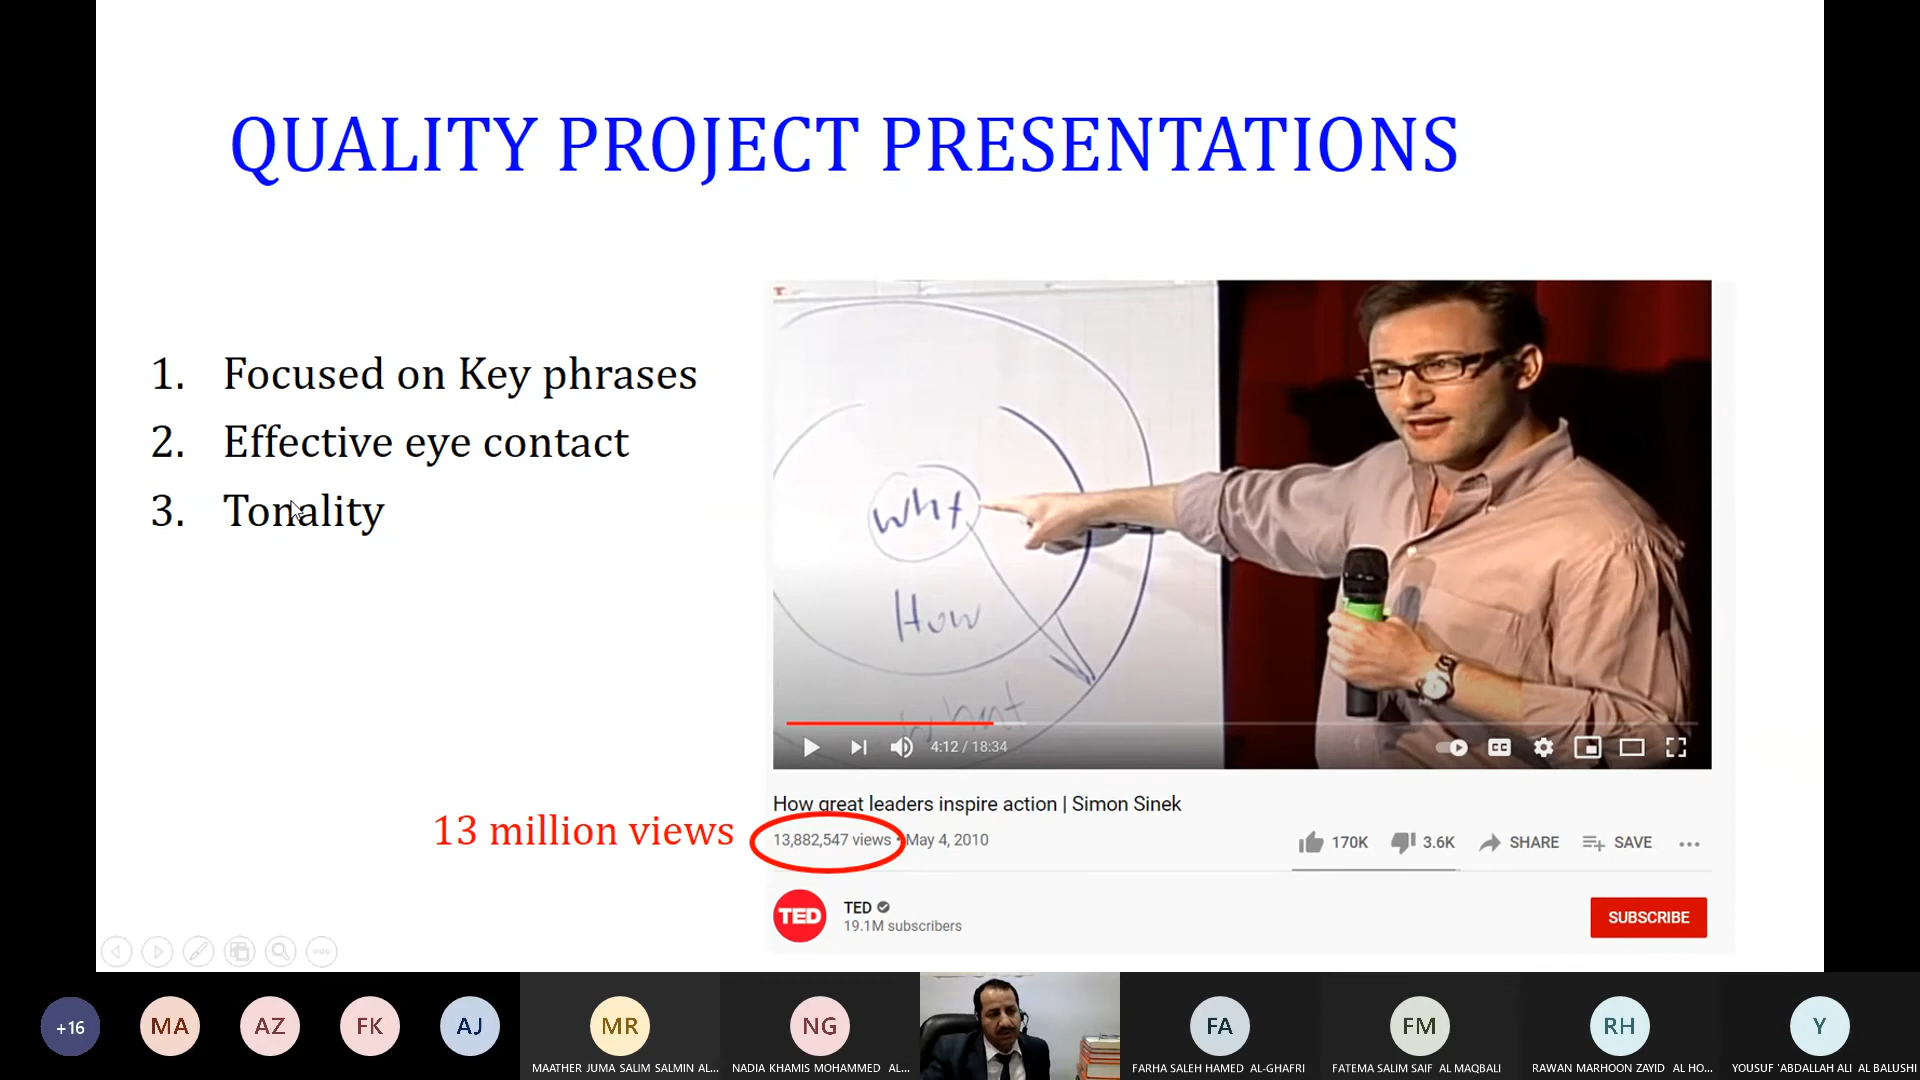 QUALITY PROJECT PRESENTATIONS
1. Focused on Key phrases
2. Effective eye contact
3. Tonality
How
4:12 / 18:34
CC
How great leaders inspire action | Simon Sinek
13 million views
13,882,547 views • May 4, 2010
170K
3.6K
SHARE
SAVE
TED
TED
19.1M subscribers
SUBSCRIBE
+16
MA
AZ
FK
AJ
MR
NG
FA
FM
RH
Y
MAATHER JUMA SALIM SALMIN AL...
NADIA KHAMIS MOHAMMED AL...
FARHA SALEH HAMED AL-GHAFRI
FATEMA SALIM SAIF AL MAQBALI
RAWAN MARHOON ZAYID AL HO...
YOUSUF 'ABDALLAH ALI AL BALUSHI